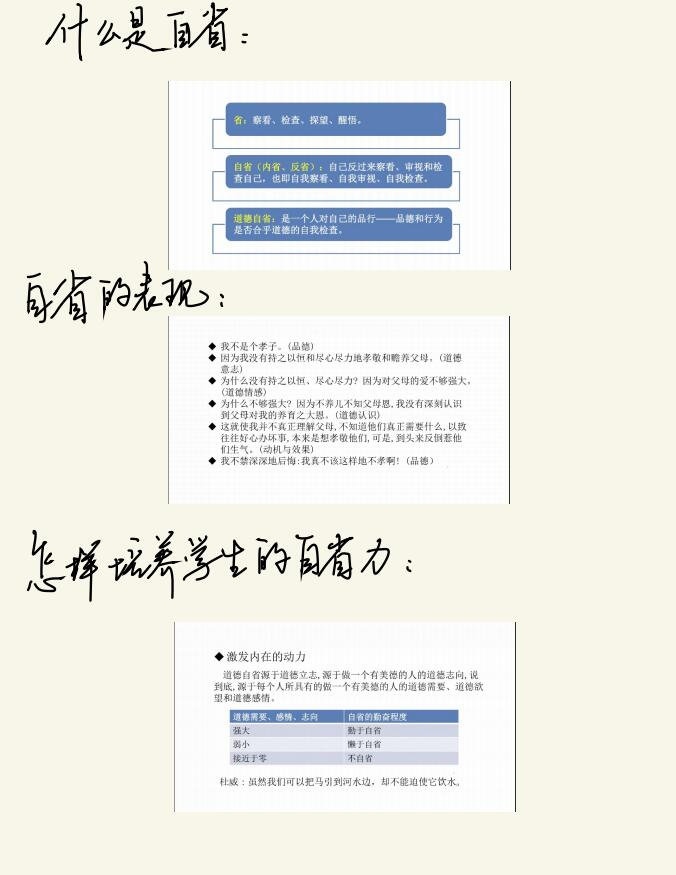 什么是自省：
省：察看、检查、探望、醒悟。
自省（内省、反省）：自己反过来察看、审视和检
查自己，也即自我察看、自我审视、自我检查。
道德自省：是一个人对自己的品行——品德和行为
是否合乎道德的自我检查。
自省的表现：
◆ 我不是个孝子。(品德)
◆ 因为我没有持之以恒和尽心尽力地孝敬和赡养父母。(道德
意志)
◆ 为什么没有持之以恒、尽心尽力？因为对父母的爱不够强大。
(道德情感)
◆ 为什么不够强大？因为不养儿不知父母恩,我没有深刻认识
到父母对我的养育之大恩。(道德认识)
◆ 这就使我并不真正理解父母,不知道他们真正需要什么,以致
往往好心办坏事,本来是想孝敬他们,可是,到头来反倒惹他
们生气。(动机与效果)
◆ 我不禁深深地后悔:我真不该这样地不孝啊！(品德)
怎样培养学生的自省力：
◆ 激发内在的动力
道德自省源于道德立志,源于做一个有美德的人的道德志向,说
到底,源于每个人所具有的做一个有美德的人的道德需要、道德欲
望和道德感情。
道德需要、感情、志向 自省的勤奋程度
强大 勤于自省
弱小 懒于自省
接近于零 不自省
杜威：虽然我们可以把马引到河水边，却不能迫使它饮水。